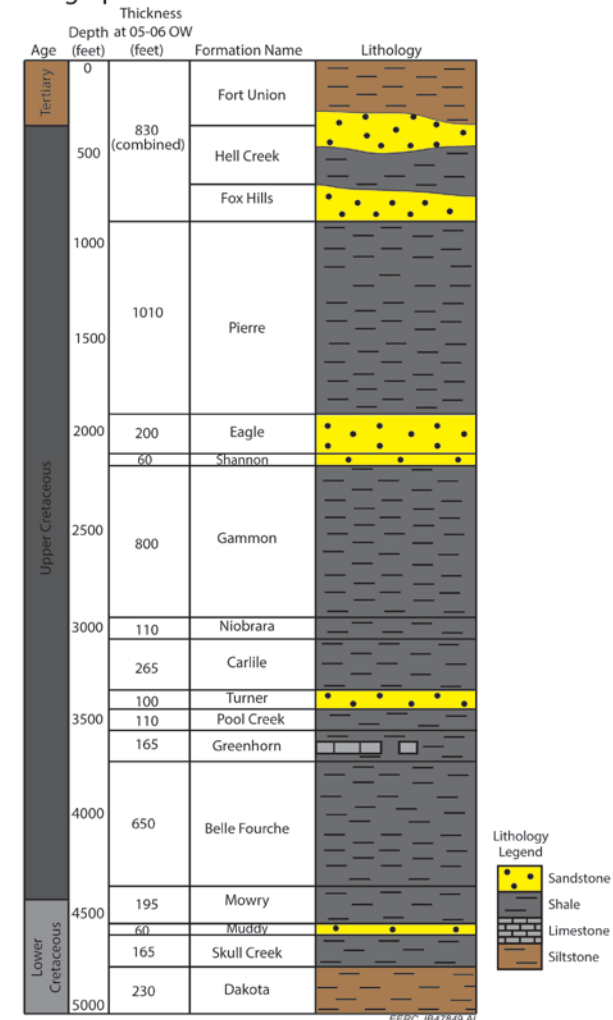 Thickness
Depth at 05-06 OW
Age (feet) (feet) Formation Name Lithology
0
Tertiary
Fort Union
830
(combined)
500
Hell Creek
Fox Hills
1000
1010
Pierre
1500
2000
200 Eagle
60 Shannon
Upper Cretaceous
2500
800 Gammon
3000
110 Niobrara
265 Carlile
100 Turner
3500
110 Pool Creek
165 Greenhorn
4000
650 Belle Fourche
Lithology
Legend
Sandstone
Shale
Limestone
Siltstone
195 Mowry
4500
60 Muddy
Lower
Cretaceous
165 Skull Creek
230 Dakota
5000
EERC JB47849.AI